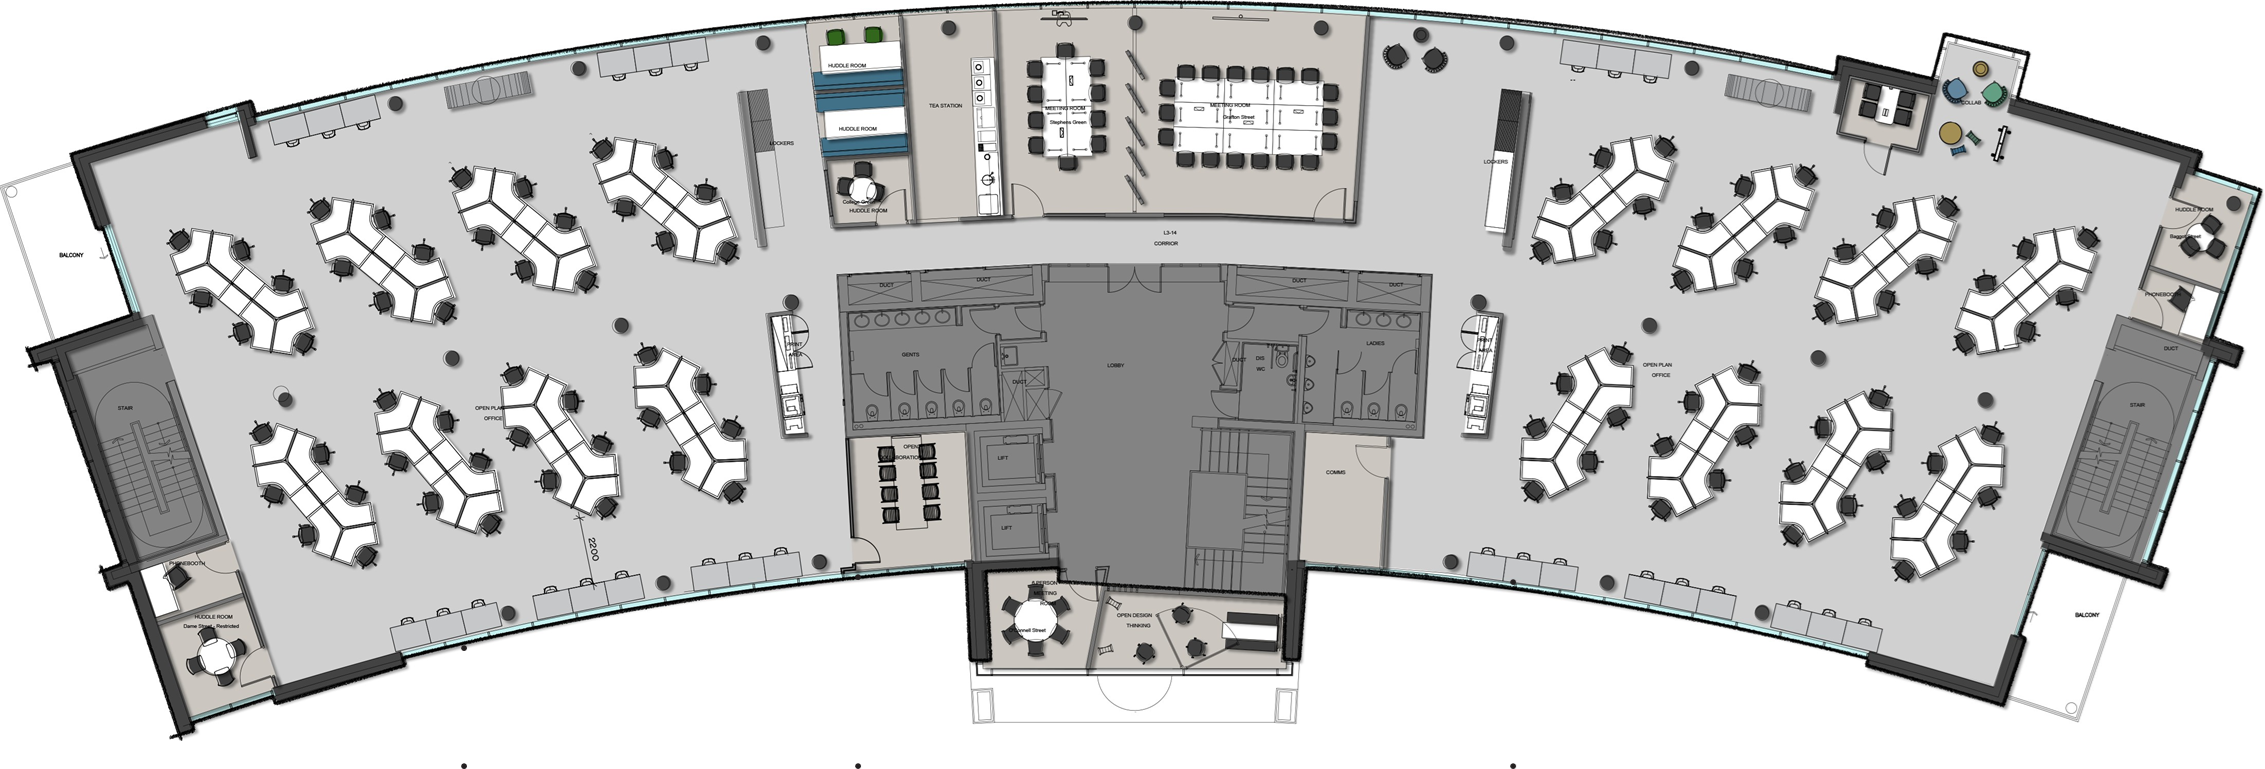 HUDDLE ROOM
HUDDLE ROOM
College Green
HUDDLE ROOM
TEA STATION
MEETING ROOM
Stephens Green
MEETING ROOM
Grafton Street
LOCKERS
LOCKERS
COLLAB
L3-14
CORRIOR
BALCONY
HUDDLE ROOM
Baggot Street
PHONEBOOTH
DUCT
DUCT
DUCT
DUCT
DUCT
PRINT
AREA
GENTS
DUCT
LOBBY
DUCT
DIS
WC
LADIES
PRINT
AREA
STAIR
OPEN PLAN
OFFICE
OPEN PLAN
OFFICE
STAIR
OPEN
COLLABORATION
LIFT
LIFT
COMMS
2200
PHONEBOOTH
HUDDLE ROOM
Dame Street - Restricted
6 PERSON
MEETING
ROOM
O'Connell Street
OPEN DESIGN
THINKING
BALCONY